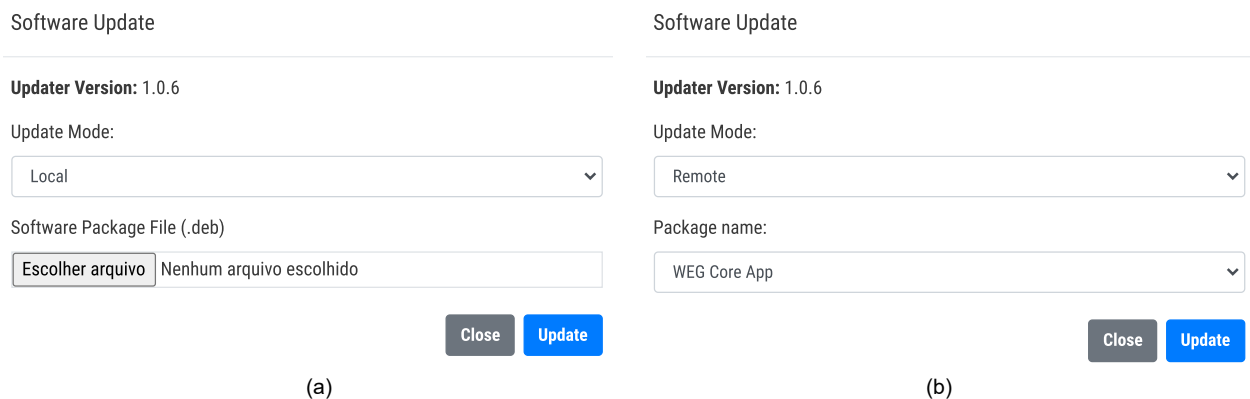 Software Update
Updater Version: 1.0.6
Update Mode:
Local
Software Package File (.deb)
Escolher arquivo Nenhum arquivo escolhido
Close Update
(a)
Software Update
Updater Version: 1.0.6
Update Mode:
Remote
Package name:
WEG Core App
Close Update
(b)